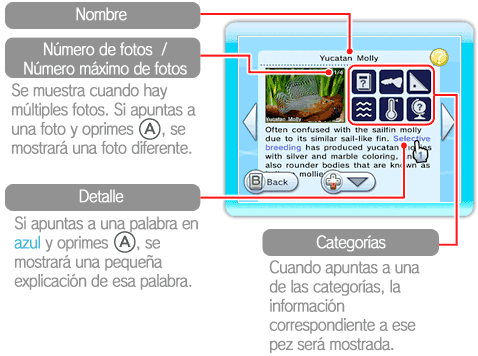 Nombre
Número de fotos /
Número máximo de fotos
Se muestra cuando hay
múltiples fotos. Si apuntas a
una foto y oprimes A, se
mostrará una foto diferente.
Detalle
Si apuntas a una palabra en
azul y oprimes A, se
mostrará una pequeña
explicación de esa palabra.
Yucatan Molly
1/4
Yucatan Molly
?
Often confused with the sailfin molly
due to its similar sail-like fin. Selective
breeding has produced yucatan
with silver and marble coloring,
also rounder bodies that are known as
mollie
B Back
1
Categorías
Cuando apuntas a una
de las categorías, la
información
correspondiente a ese
pez será mostrada.